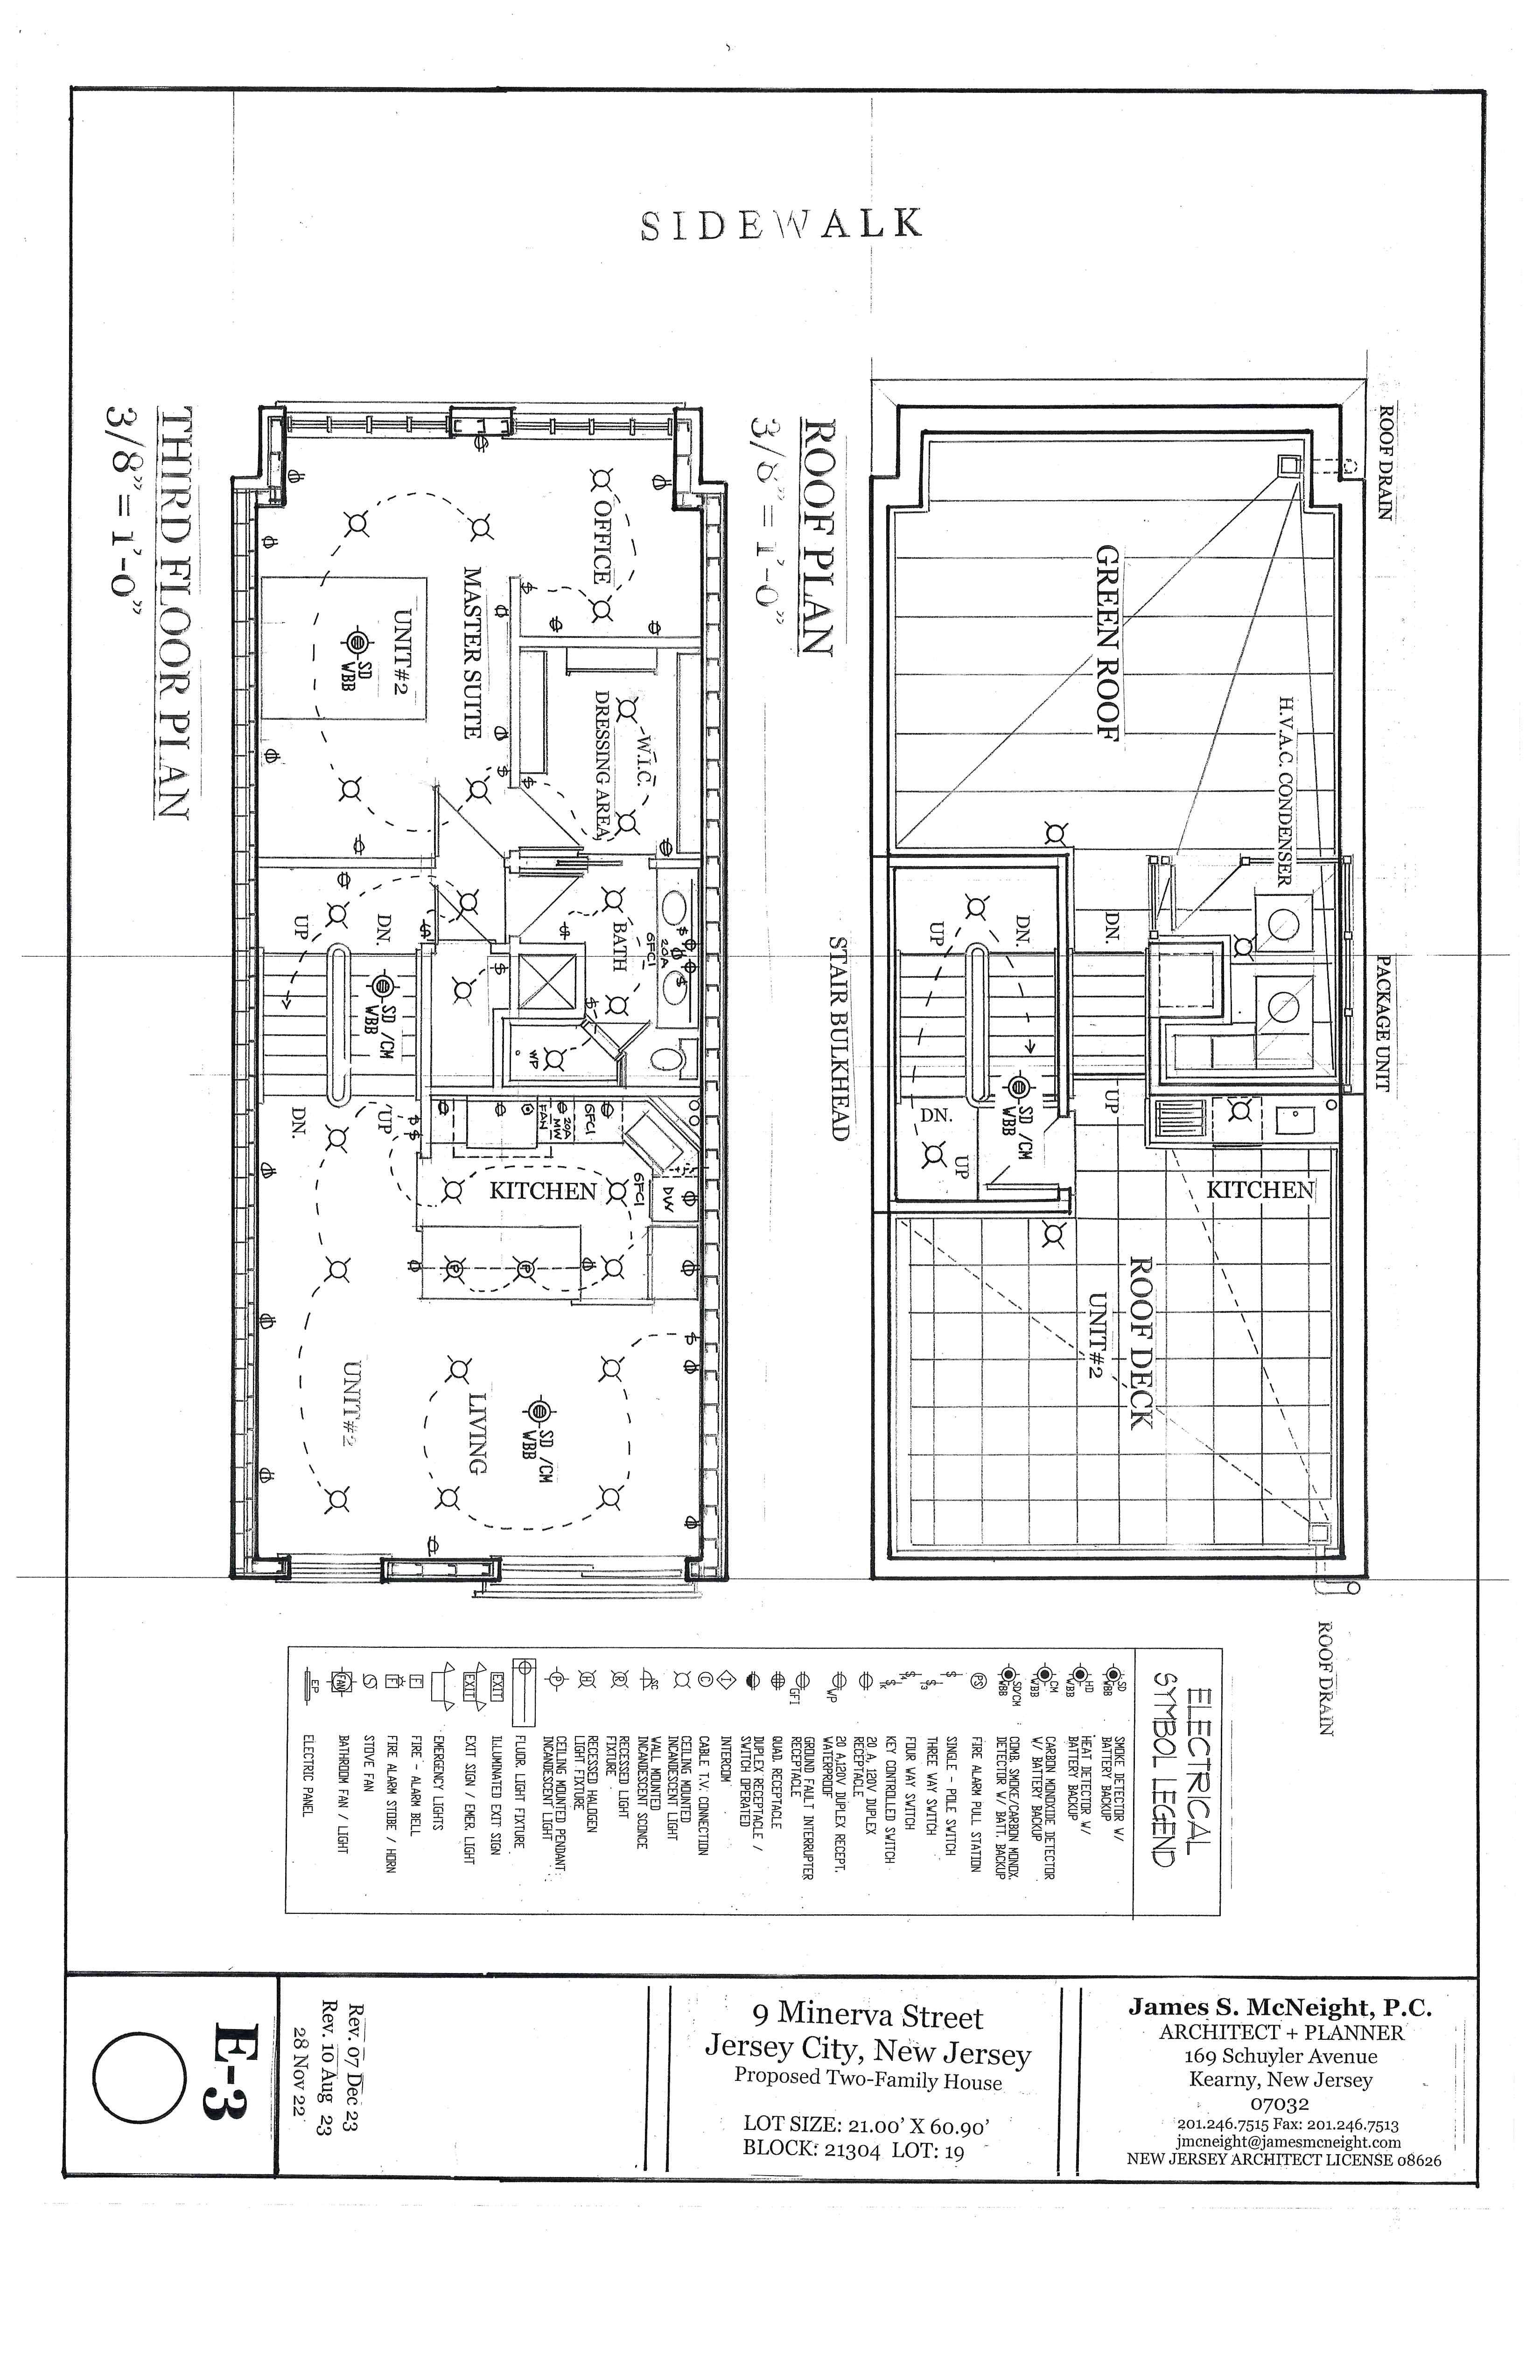 SIDEWALK
ROOF DRAIN
GREEN ROOF
H.V.A.C. CONDENSER
PACKAGE UNIT
DN.
DN.
UP
UP
DN.
UP
SD /CM
WBB
STAIR BULKHEAD
KITCHEN
ROOF DECK
UNIT#2
ROOF DRAIN
ROOF PLAN
3/8" = 1'-0"
OFFICE
MASTER SUITE
UNIT#2
SD
WBB
W.I.C.
DRESSING AREA
BATH
20A
GFCI
WP
DN.
UP
SD /CM
WBB
DN.
UP
GFCI
20A
MW
FAN
KITCHEN
GFCI
DW
P
P
LIVING
SD /CM
WBB
UNIT#2
THIRD FLOOR PLAN
3/8" = 1'-0"
ELECTRICAL
SYMBOL LEGEND
SD
WBB
SMOKE DETECTOR W/
BATTERY BACKUP
HD
WBB
HEAT DETECTOR W/
BATTERY BACKUP
CM
WBB
CARBON MONOXIDE DETECTOR
W/ BATTERY BACKUP
SD/CM
WBB
COMB. SMOKE/CARBON MONOX.
DETECTOR W/ BATT. BACKUP
PS
FIRE ALARM PULL STATION
$
SINGLE - POLE SWITCH
$3
THREE WAY SWITCH
$4
FOUR WAY SWITCH
$K
KEY CONTROLLED SWITCH
20 A, 120V DUPLEX
RECEPTACLE
WP
20 A,120V DUPLEX RECEPT.
WATERPROOF
GFI
GROUND FAULT INTERRUPTER
RECEPTACLE
QUAD. RECEPTACLE
DUPLEX RECEPTACLE /
SWITCH OPERATED
I
INTERCOM
C
CABLE T.V. CONNECTION
CEILING MOUNTED
INCANDESCENT LIGHT
SC
WALL MOUNTED
INCANDESCENT SCONCE
R
RECESSED LIGHT
FIXTURE
H
RECESSED HALOGEN
LIGHT FIXTURE
P
CEILING MOUNTED PENDANT
INCANDESCENT LIGHT
FLUOR. LIGHT FIXTURE
EXIT
ILLUMINATED EXIT SIGN
EXIT
EXIT SIGN / EMER. LIGHT
EMERGENCY LIGHTS
F
FIRE - ALARM BELL
F
FIRE ALARM STOBE / HORN
STOVE FAN
FAN
BATHROOM FAN / LIGHT
EP
ELECTRIC PANEL
James S. McNeight, P.C.
ARCHITECT + PLANNER
169 Schuyler Avenue
Kearny, New Jersey
07032
201.246.7515 Fax: 201.246.7513
jmcneight@jamesmcneight.com
NEW JERSEY ARCHITECT LICENSE 08626
9 Minerva Street
Jersey City, New Jersey
Proposed Two-Family House
LOT SIZE: 21.00' X 60.90'
BLOCK: 21304 LOT: 19
Rev. 07 Dec 23
Rev. 10 Aug 23
28 Nov 22
E-3